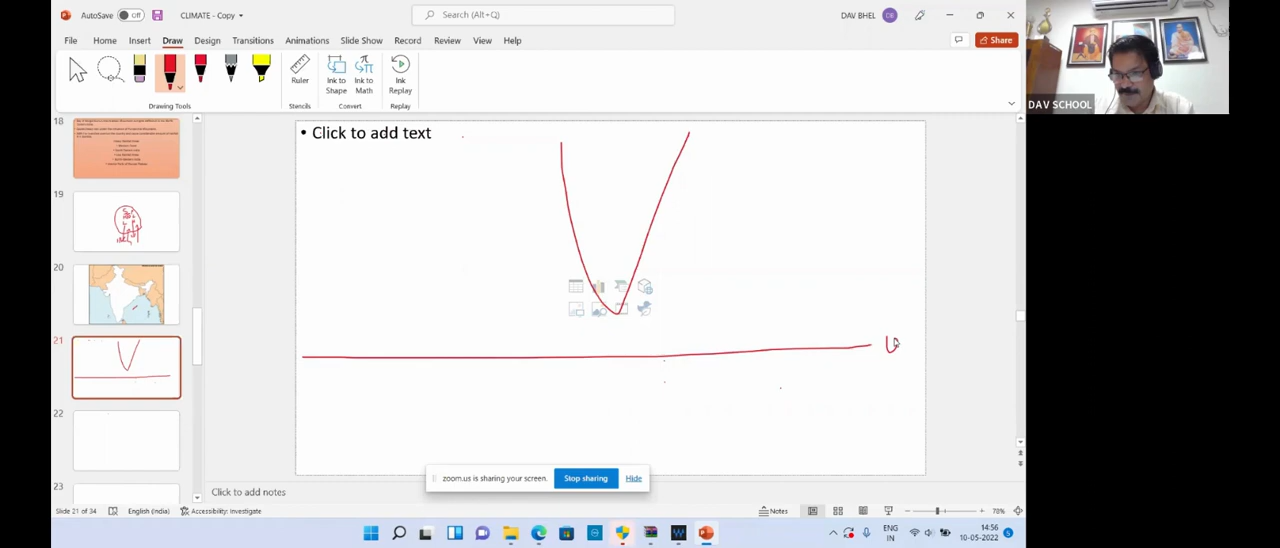 AutoSave Off CLIMATE - Copy Search (Alt+Q) DAV BHEL DB
File Home Insert Draw Design Transitions Animations Slide Show Record Review View Help Share
Ruler Ink to Shape Ink to Math Ink Replay
Drawing Tools Stencils Convert Replay
DAV SCHOOL
18
19
20
21
22
23
• Click to add text
zoom.us is sharing your screen. Stop sharing Hide
Click to add notes
Slide 21 of 34 English (India) Accessibility: Investigate Notes 78%
ENG IN 14:56 10-05-2022